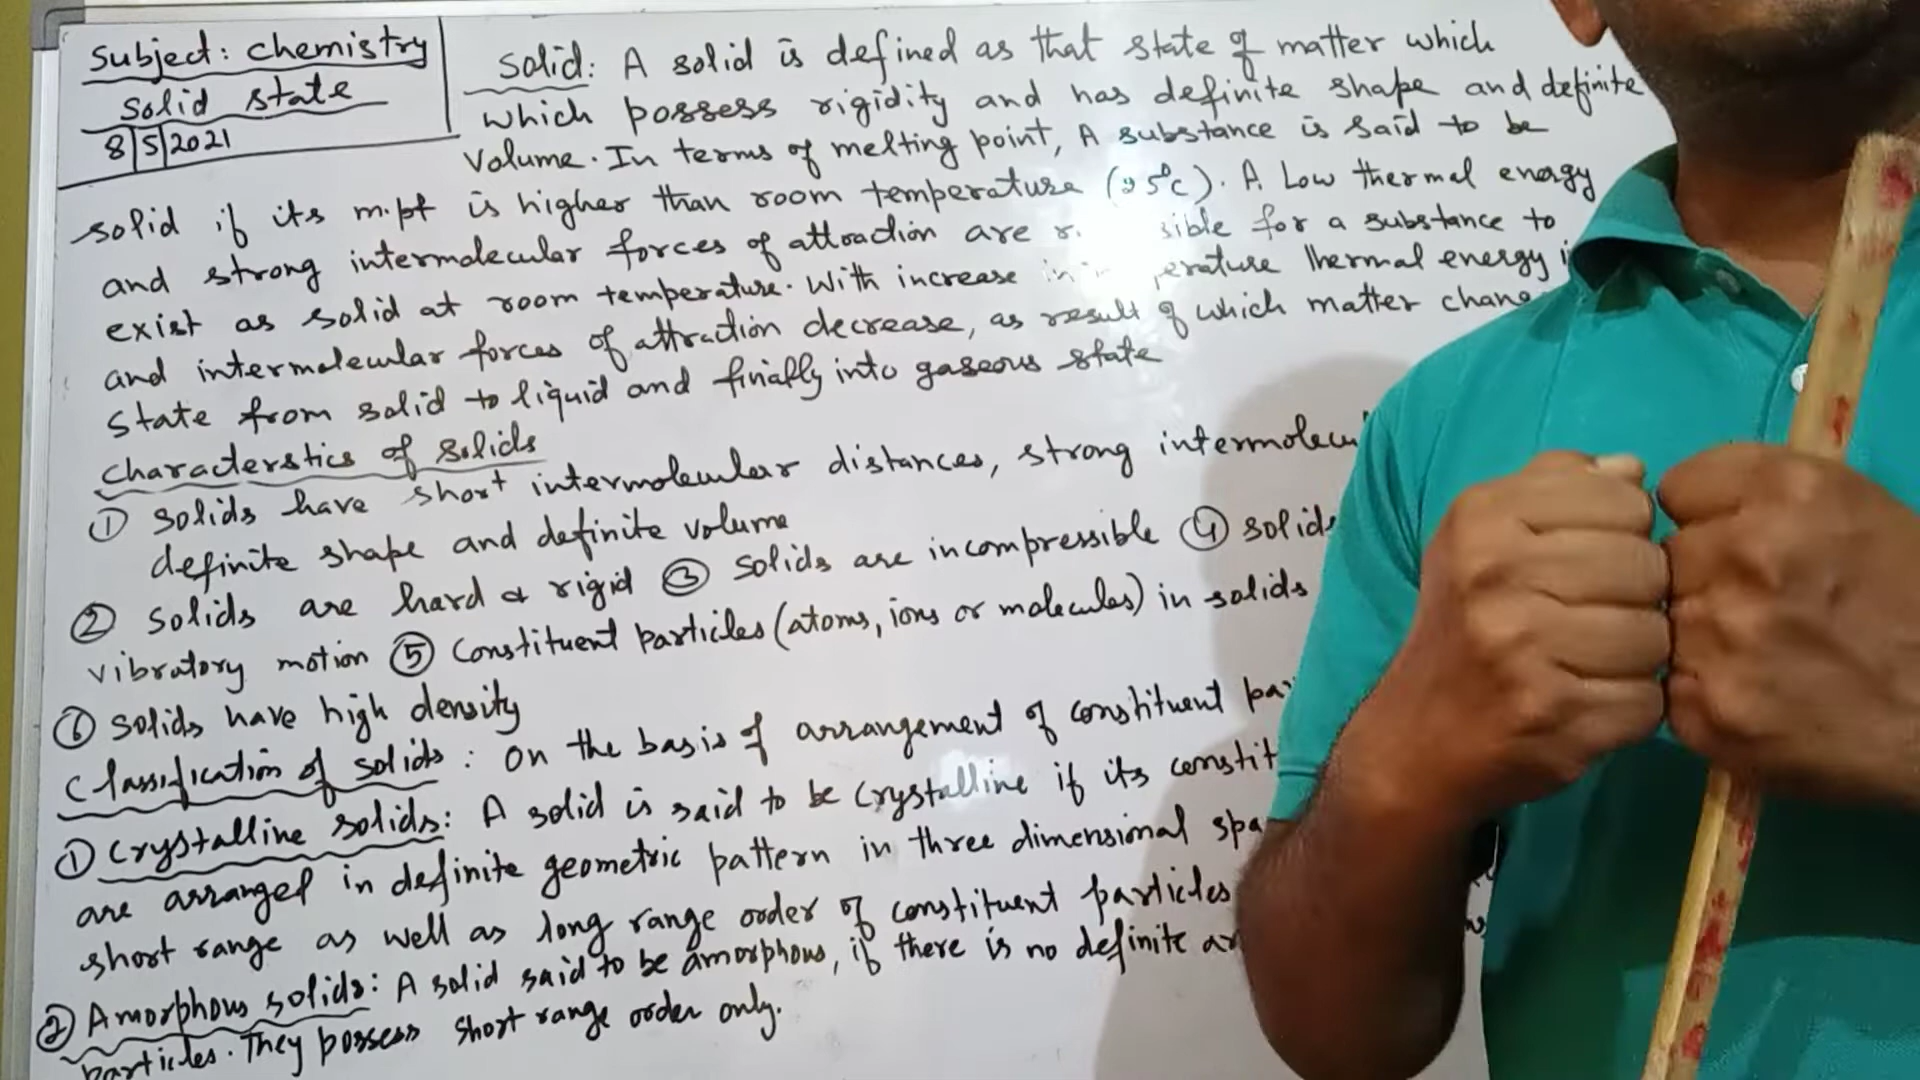 Subject: Chemistry
Solid state
8/5/2021
Solid: A solid is defined as that state of matter which
which possess rigidity and has definite shape and definite
volume. In terms of melting point, A substance is said to be
solid if its m.pt is higher than room temperature (25°C). A Low thermal energy
and strong intermolecular forces of attraction are for a substance to
exist as solid at room temperature. With increase in thermal energy
and intermolecular forces of attraction decrease, as result of which matter
state from solid to liquid and finially into gaseous state
characterstics of solids
① solids have short intermolecular distances, strong
definite shape and definite volume
② solids are hard & rigid ③ solids are incompressible ④
vibratory motion ⑤ Constituent particles (atoms, ions or molecules) in solids
⑥ solids have high density
Classification of solids: On the basis of arrangement of constituent
① Crystalline solids: A solid is said to be crystalline if its
are arranged in definite geometric pattern in three dimensional
short range as well as long range order of constituent particles
② Amorphous solids: A solid said to be amorphous, if there is no definite
particles. They possess short range order only.